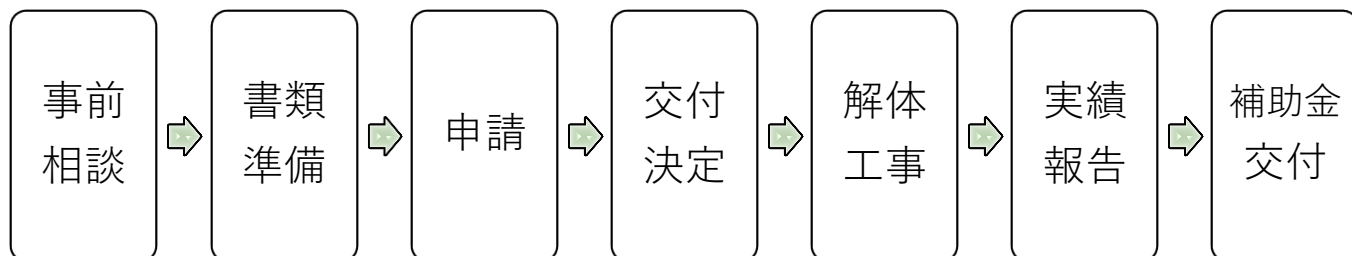 事前
相談
書類
準備
申請
交付
決定
解体
工事
実績
報告
補助金
交付